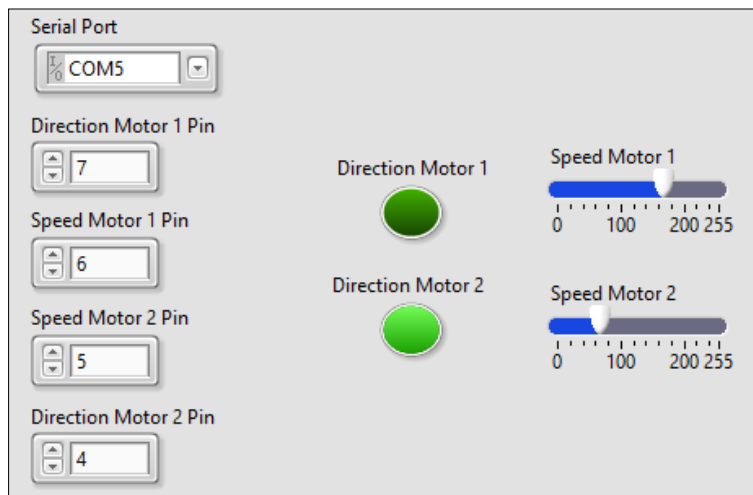 Serial Port
I/O COM5
Direction Motor 1 Pin
7
Speed Motor 1 Pin
6
Speed Motor 2 Pin
5
Direction Motor 2 Pin
4
Direction Motor 1
Direction Motor 2
Speed Motor 1
0 100 200 255
Speed Motor 2
0 100 200 255